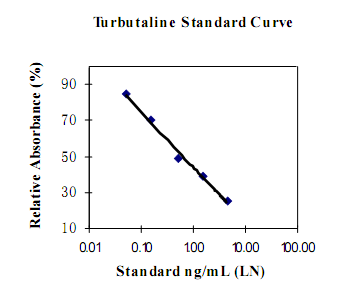 Turbutaline Standard Curve
Relative Absorbance (%)
90
70
50
30
10
0.01 0.10 1.00 10.00 100.00
Standard ng/mL (LN)